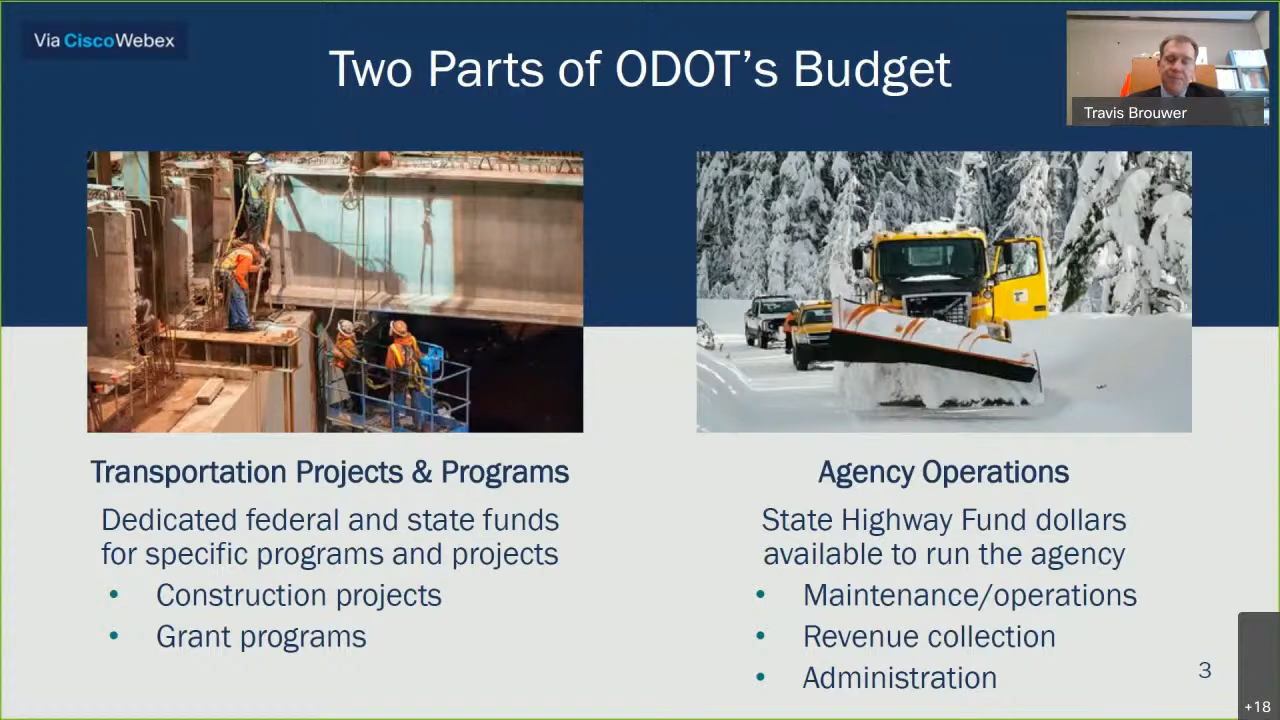 Via CiscoWebex
Two Parts of ODOT's Budget
Travis Brouwer
Transportation Projects & Programs
Dedicated federal and state funds
for specific programs and projects
• Construction projects
• Grant programs
Agency Operations
State Highway Fund dollars
available to run the agency
• Maintenance/operations
• Revenue collection
• Administration
3
+18